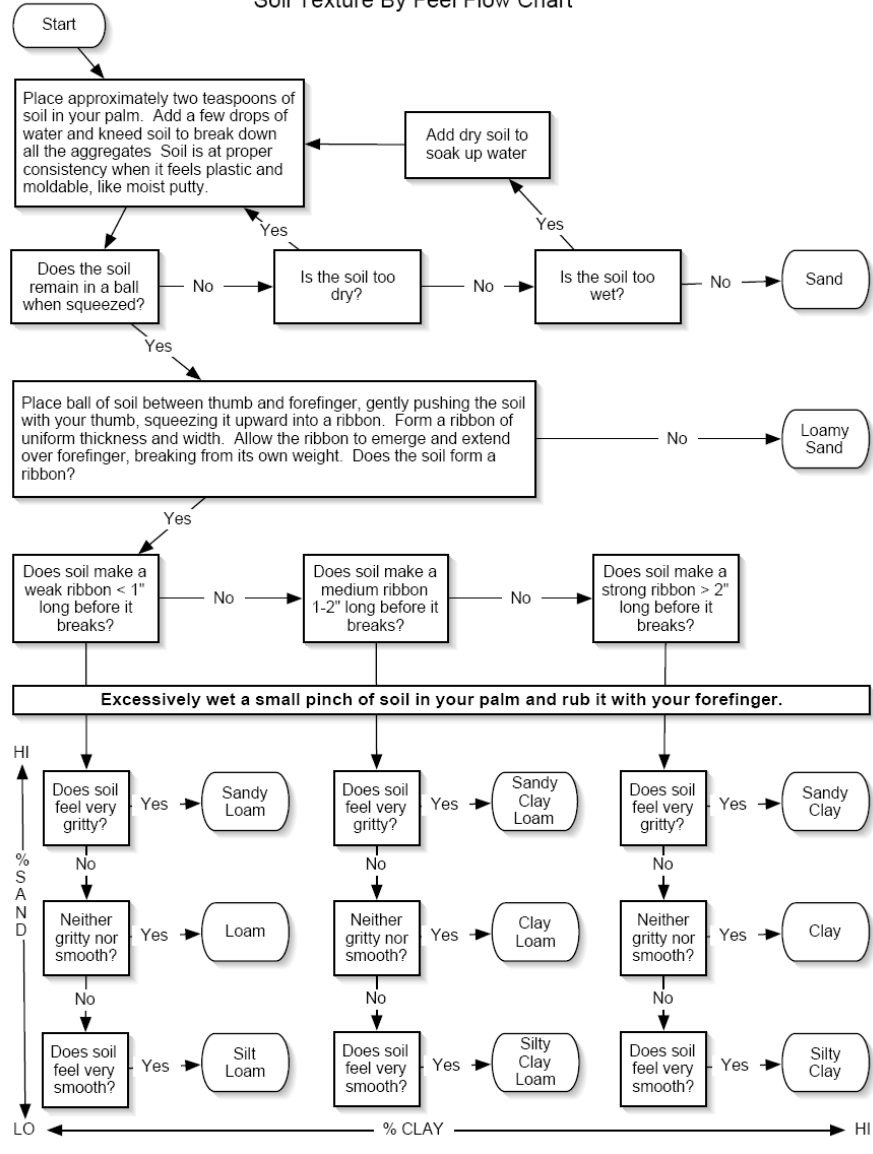 Soil Texture By Feel Flow Chart
Start
Place approximately two teaspoons of
soil in your palm. Add a few drops of
water and kneed soil to break down
all the aggregates Soil is at proper
consistency when it feels plastic and
moldable, like moist putty.
Add dry soil to
soak up water
Yes
Yes
Does the soil
remain in a ball
when squeezed?
No
Is the soil too
dry?
No
Is the soil too
wet?
No
Sand
Yes
Place ball of soil between thumb and forefinger, gently pushing the soil
with your thumb, squeezing it upward into a ribbon. Form a ribbon of
uniform thickness and width. Allow the ribbon to emerge and extend
over forefinger, breaking from its own weight. Does the soil form a
ribbon?
No
Loamy
Sand
Yes
Does soil make a
weak ribbon < 1"
long before it
breaks?
No
Does soil make a
medium ribbon
1-2" long before it
breaks?
No
Does soil make a
strong ribbon > 2"
long before it
breaks?
Excessively wet a small pinch of soil in your palm and rub it with your forefinger.
HI
% SAND
Does soil
feel very
gritty?
Yes
Sandy
Loam
Does soil
feel very
gritty?
Yes
Sandy
Clay
Loam
Does soil
feel very
gritty?
Yes
Sandy
Clay
No
No
No
Neither
gritty nor
smooth?
Yes
Loam
Neither
gritty nor
smooth?
Yes
Clay
Loam
Neither
gritty nor
smooth?
Yes
Clay
No
No
No
Does soil
feel very
smooth?
Yes
Silt
Loam
Does soil
feel very
smooth?
Yes
Silty
Clay
Loam
Does soil
feel very
smooth?
Yes
Silty
Clay
LO
% CLAY
HI